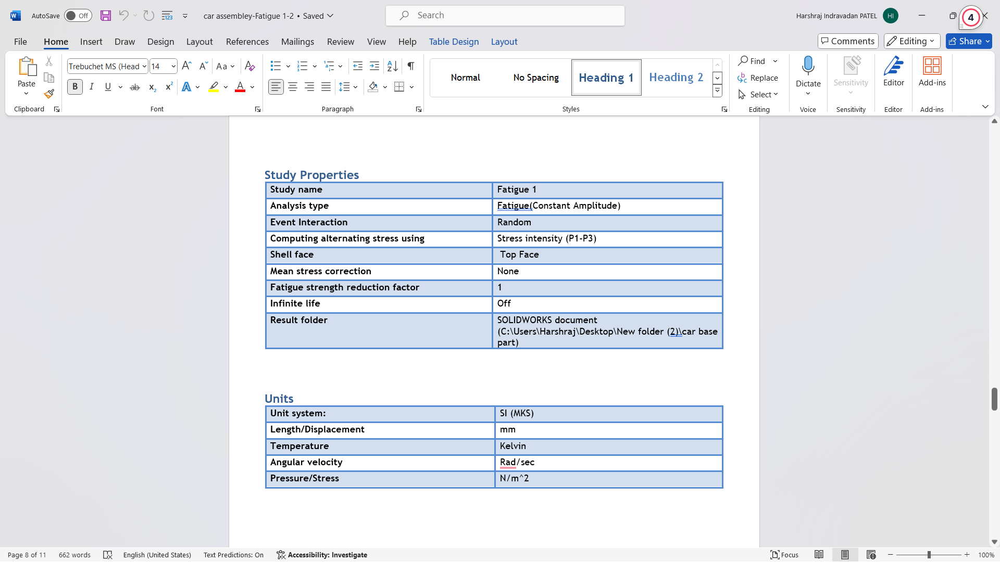 AutoSave Off car assembley-Fatigue 1-2 • Saved Search Harshraj Indravadan PATEL HI 4
File Home Insert Draw Design Layout References Mailings Review View Help Table Design Layout Comments Editing Share
Paste
Clipboard
Trebuchet MS (Head 14
Font
Paragraph
Normal No Spacing Heading 1 Heading 2
Styles
Find
Replace
Select
Editing
Dictate
Voice
Sensitivity
Sensitivity
Editor
Editor
Add-ins
Add-ins
Study Properties
Study name Fatigue 1
Analysis type Fatigue(Constant Amplitude)
Event Interaction Random
Computing alternating stress using Stress intensity (P1-P3)
Shell face Top Face
Mean stress correction None
Fatigue strength reduction factor 1
Infinite life Off
Result folder SOLIDWORKS document
(C:\Users\Harshraj\Desktop\New folder (2)\car base
part)
Units
Unit system: SI (MKS)
Length/Displacement mm
Temperature Kelvin
Angular velocity Rad/sec
Pressure/Stress N/m^2
Page 8 of 11 662 words English (United States) Text Predictions: On Accessibility: Investigate Focus 100%